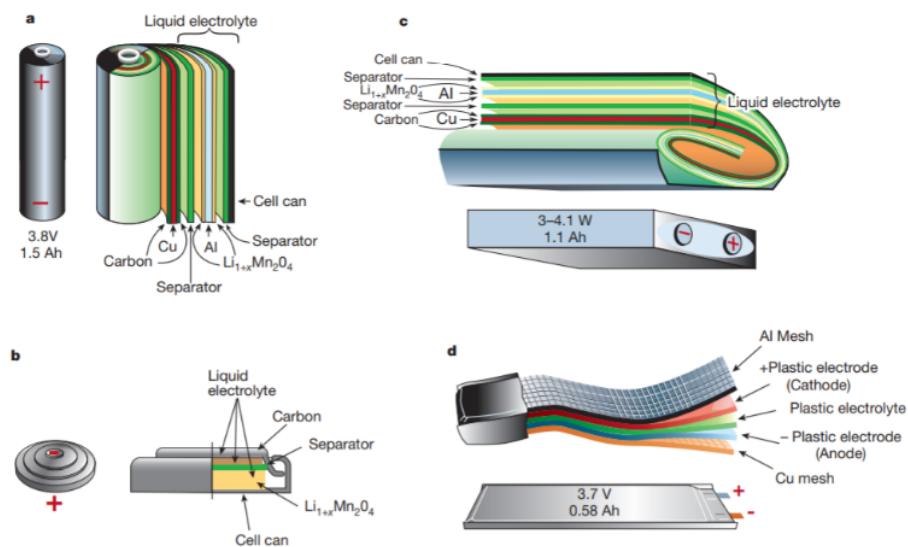 a
Liquid electrolyte
+
−
3.8V
1.5 Ah
Cell can
Separator
Cu
Al
Carbon
Li1+xMn2O4
Separator
b
Liquid
electrolyte
Carbon
Separator
Li1+xMn2O4
Cell can
+
c
Cell can
Separator
Li1+xMn2O4 Al
Separator
Carbon Cu
Liquid electrolyte
3–4.1 W
1.1 Ah
− +
d
Al Mesh
+Plastic electrode
(Cathode)
Plastic electrolyte
– Plastic electrode
(Anode)
Cu mesh
3.7 V
0.58 Ah
+
-